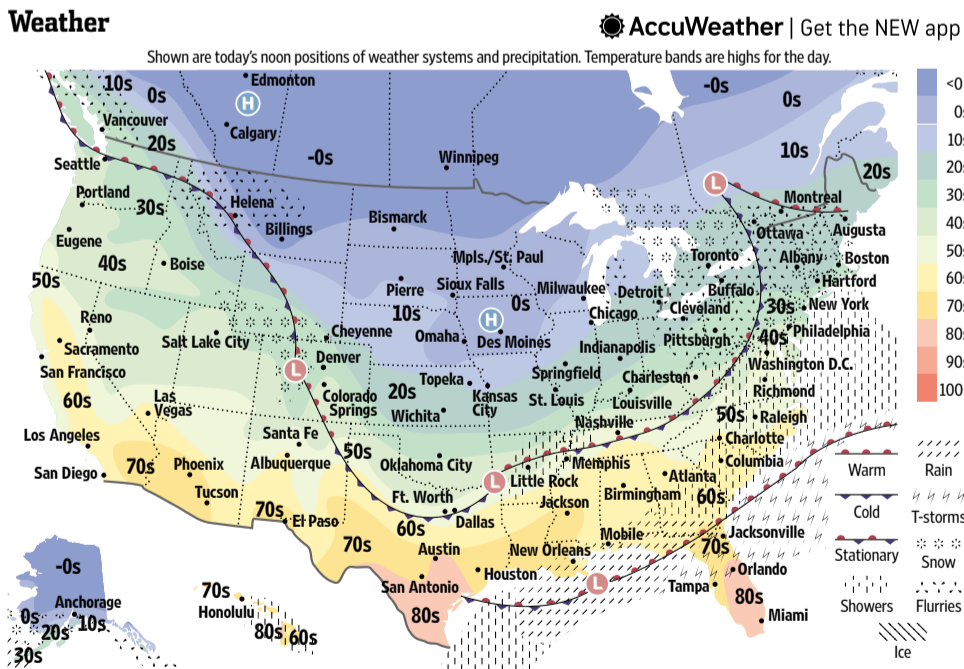 Weather
AccuWeather | Get the NEW app
Shown are today's noon positions of weather systems and precipitation. Temperature bands are highs for the day.
Edmonton
10s
0s
-0s
0s
<0
H
0s
Vancouver
Calgary
10s
10s
20s
-0s
Winnipeg
20s
20s
Seattle
L
Portland
30s
Helena
Bismarck
Montreal
30s
Billings
Ottawa
Augusta
40s
Eugene
40s
Boise
Mpls./St. Paul
Toronto
Albany
Boston
50s
50s
Pierre
Sioux Falls
Milwaukee
Detroit
Buffalo
Hartford
60s
Reno
10s
0s
Chicago
Cleveland
30s
New York
70s
Sacramento
Salt Lake City
Cheyenne
Omaha
H
Des Moines
Indianapolis
Pittsburgh
40s
Philadelphia
80s
San Francisco
L
Denver
Topeka
Springfield
Charleston
Washington D.C.
90s
60s
Las
Vegas
Colorado
Springs
20s
Kansas
City
St. Louis
Louisville
Richmond
100s
Wichita
Nashville
50s
Raleigh
Los Angeles
Santa Fe
50s
Charlotte
San Diego
70s
Phoenix
Albuquerque
Oklahoma City
Memphis
Columbia
Warm
Rain
Tucson
L
Little Rock
Atlanta
70s
El Paso
Ft. Worth
Jackson
Birmingham
60s
Cold
T-storms
60s
Dallas
70s
Austin
New Orleans
Mobile
70s
Jacksonville
Stationary
Snow
-0s
San Antonio
Houston
L
Orlando
Tampa
80s
Anchorage
70s
Showers
Flurries
0s
10s
Honolulu
80s
Miami
20s
80s
60s
Ice
30s